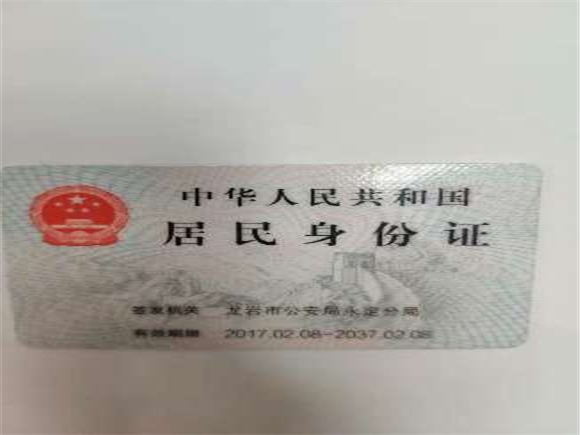 中华人民共和国
居民身份证
签发机关 龙岩市公安局永定分局
有效期限 2017.02.08-2037.02.08